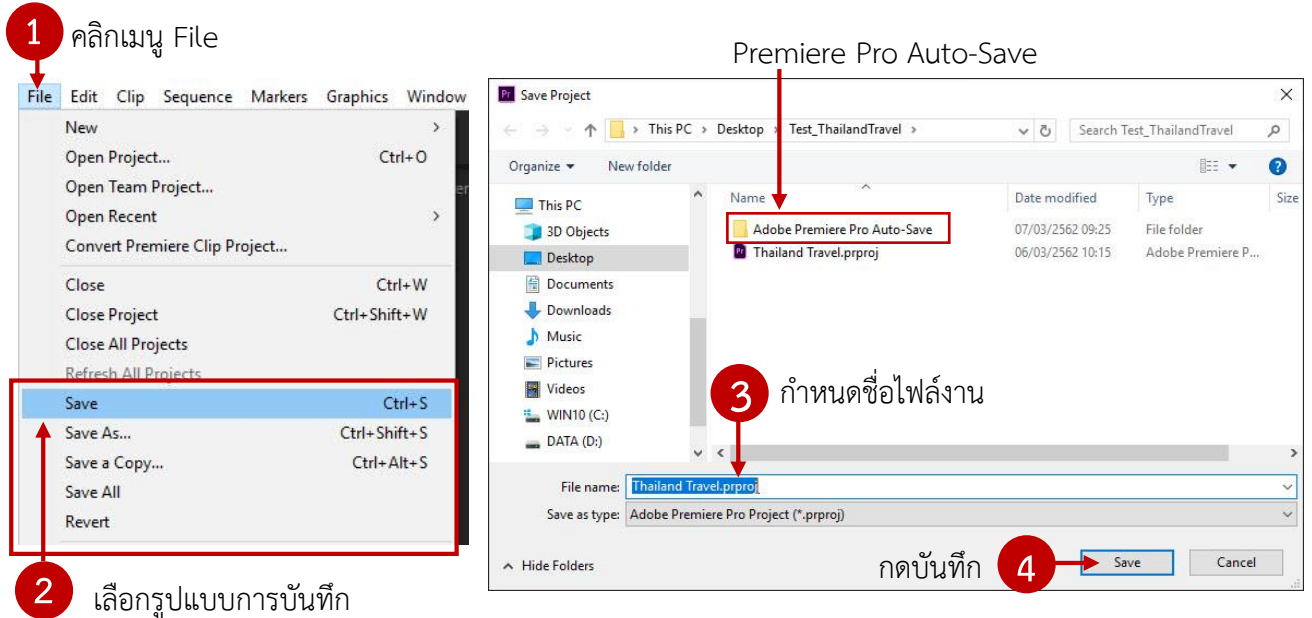 1 คลิกเมนู File
Premiere Pro Auto-Save
File Edit Clip Sequence Markers Graphics Window
New >
Open Project... Ctrl+O
Open Team Project...
Open Recent >
Convert Premiere Clip Project...
Close Ctrl+W
Close Project Ctrl+Shift+W
Close All Projects
Refresh All Projects
Save Ctrl+S
Save As... Ctrl+Shift+S
Save a Copy... Ctrl+Alt+S
Save All
Revert
2 เลือกรูปแบบการบันทึก
Pr Save Project
This PC > Desktop > Test_ThailandTravel >
Search Test_ThailandTravel
Organize New folder
Name Date modified Type Size
Adobe Premiere Pro Auto-Save 07/03/2562 09:25 File folder
Thailand Travel.prproj 06/03/2562 10:15 Adobe Premiere P...
This PC
3D Objects
Desktop
Documents
Downloads
Music
Pictures
Videos
WIN10 (C:)
DATA (D:)
3 กำหนดชื่อไฟล์งาน
File name: Thailand Travel.prproj
Save as type: Adobe Premiere Pro Project (*.prproj)
Hide Folders
กดบันทึก 4 Save Cancel